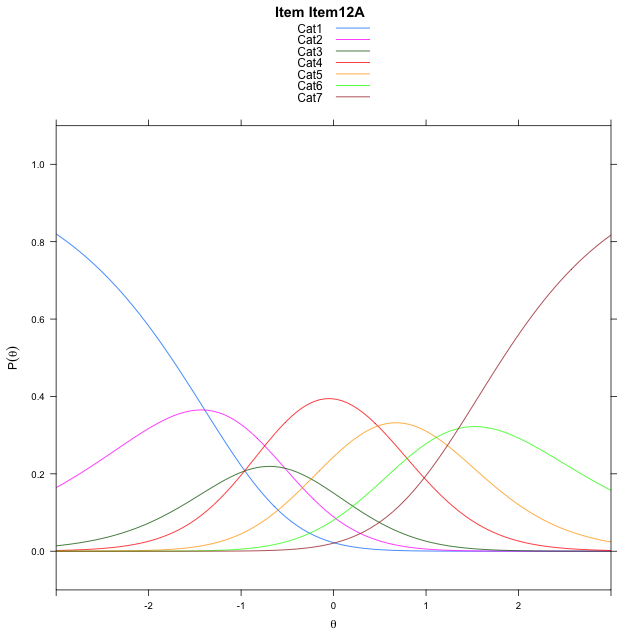 Item Item12A
Cat1
Cat2
Cat3
Cat4
Cat5
Cat6
Cat7
1.0
0.8
0.6
0.4
0.2
0.0
P(θ)
-2 -1 0 1 2
θ